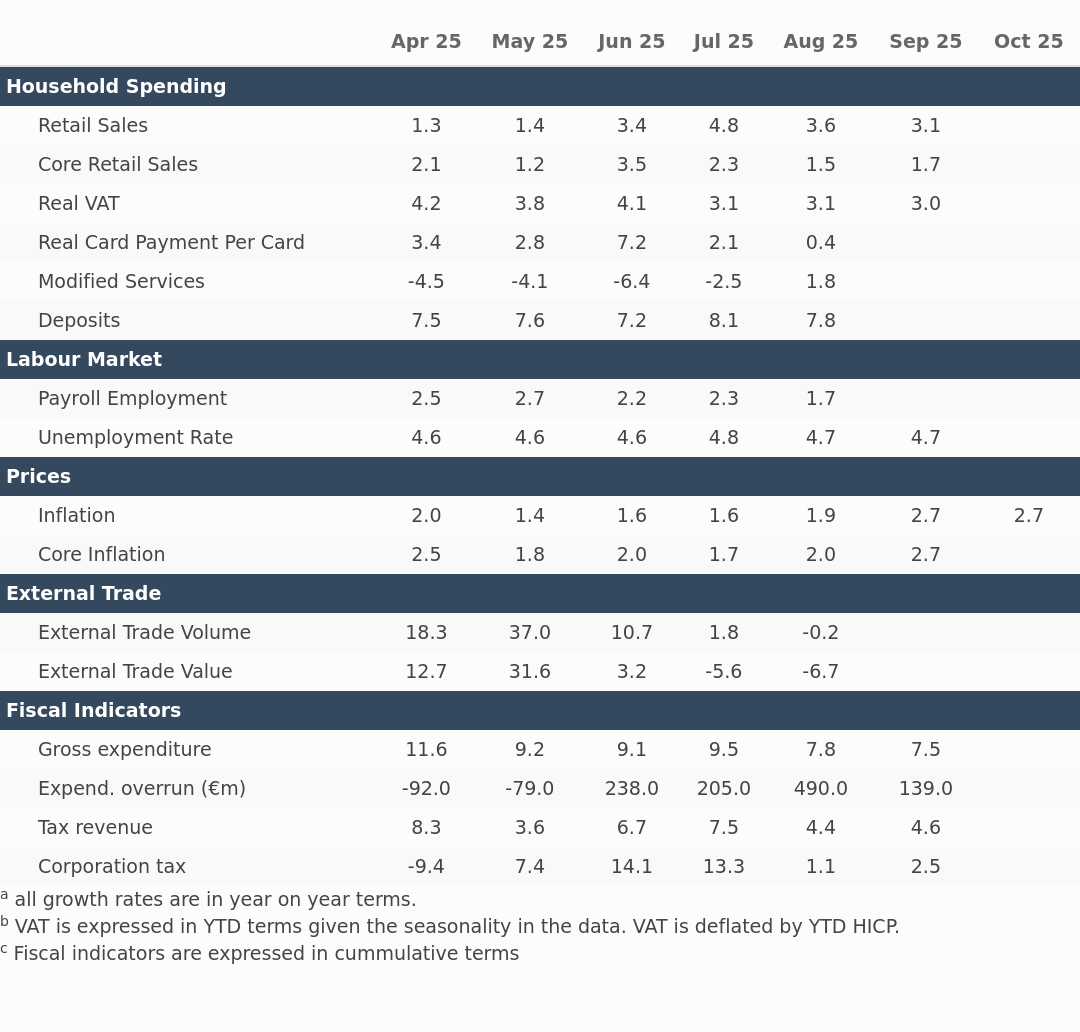 Apr 25 May 25 Jun 25 Jul 25 Aug 25 Sep 25 Oct 25
Household Spending
Retail Sales 1.3 1.4 3.4 4.8 3.6 3.1
Core Retail Sales 2.1 1.2 3.5 2.3 1.5 1.7
Real VAT 4.2 3.8 4.1 3.1 3.1 3.0
Real Card Payment Per Card 3.4 2.8 7.2 2.1 0.4
Modified Services -4.5 -4.1 -6.4 -2.5 1.8
Deposits 7.5 7.6 7.2 8.1 7.8
Labour Market
Payroll Employment 2.5 2.7 2.2 2.3 1.7
Unemployment Rate 4.6 4.6 4.6 4.8 4.7 4.7
Prices
Inflation 2.0 1.4 1.6 1.6 1.9 2.7 2.7
Core Inflation 2.5 1.8 2.0 1.7 2.0 2.7
External Trade
External Trade Volume 18.3 37.0 10.7 1.8 -0.2
External Trade Value 12.7 31.6 3.2 -5.6 -6.7
Fiscal Indicators
Gross expenditure 11.6 9.2 9.1 9.5 7.8 7.5
Expend. overrun (€m) -92.0 -79.0 238.0 205.0 490.0 139.0
Tax revenue 8.3 3.6 6.7 7.5 4.4 4.6
Corporation tax -9.4 7.4 14.1 13.3 1.1 2.5
a all growth rates are in year on year terms.
b VAT is expressed in YTD terms given the seasonality in the data. VAT is deflated by YTD HICP.
c Fiscal indicators are expressed in cummulative terms